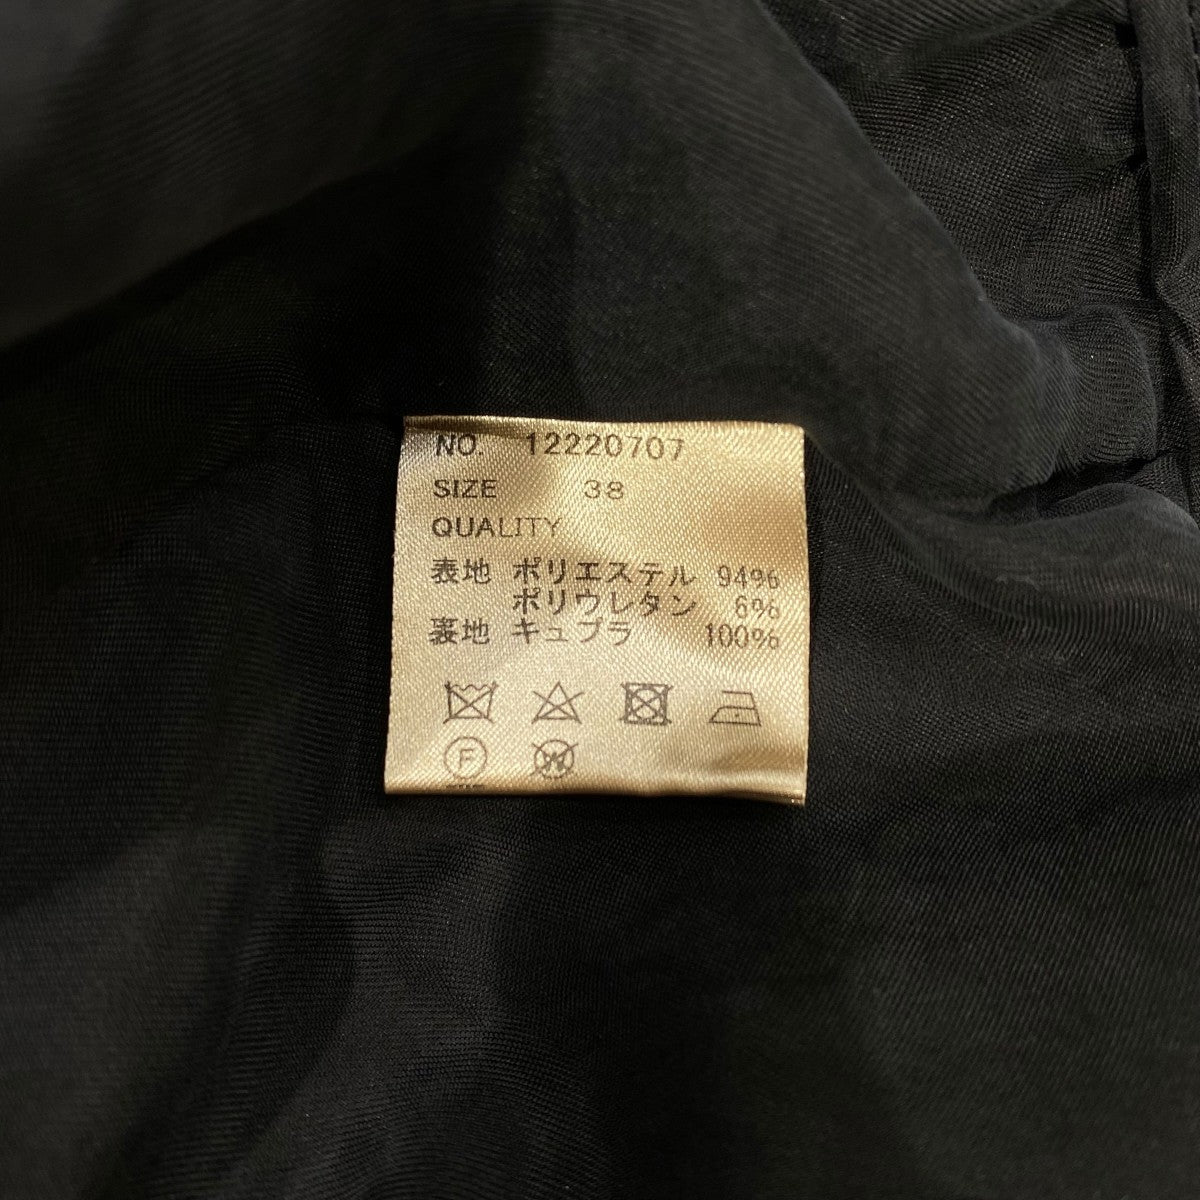 NO. 12220707
SIZE 38
QUALITY
表地 ポリエステル 94%
ポリウレタン 6%
裏地 キュプラ 100%
F W